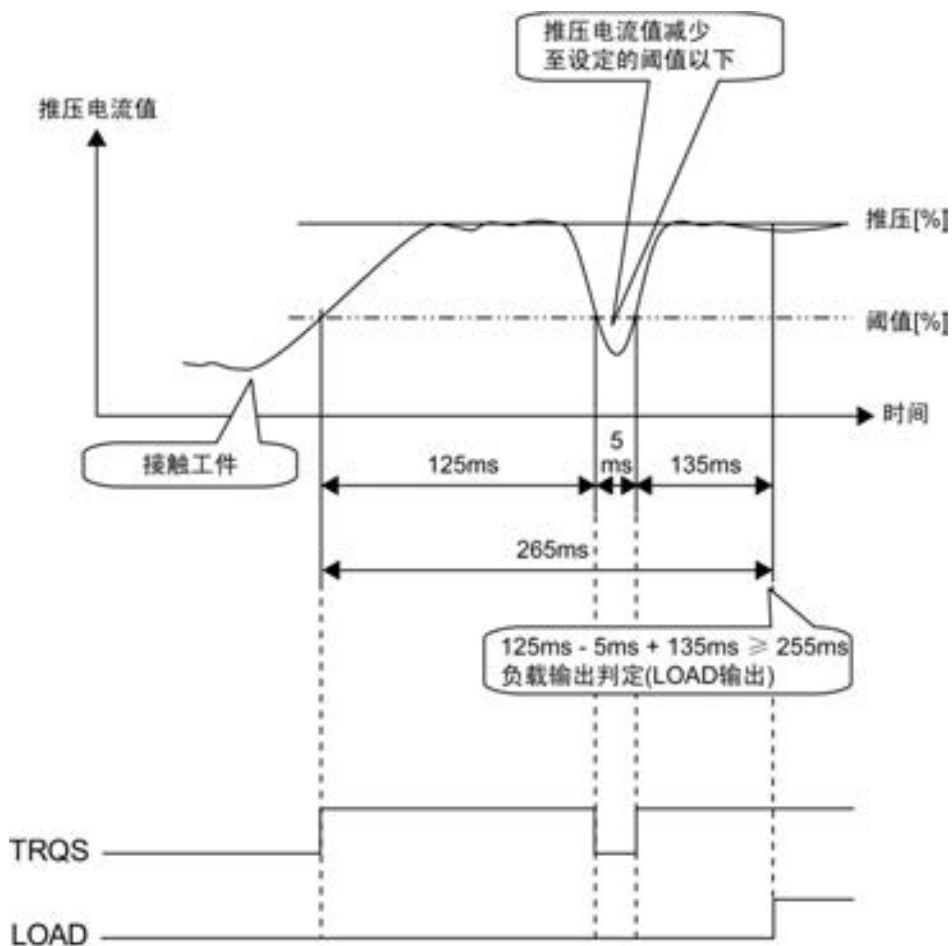 推压电流值减少
至设定的阈值以下
推压电流值
推压[%]
阈值[%]
时间
接触工件
125ms
5
ms
135ms
265ms
125ms - 5ms + 135ms ≥ 255ms
负载输出判定(LOAD输出)
TRQS
LOAD